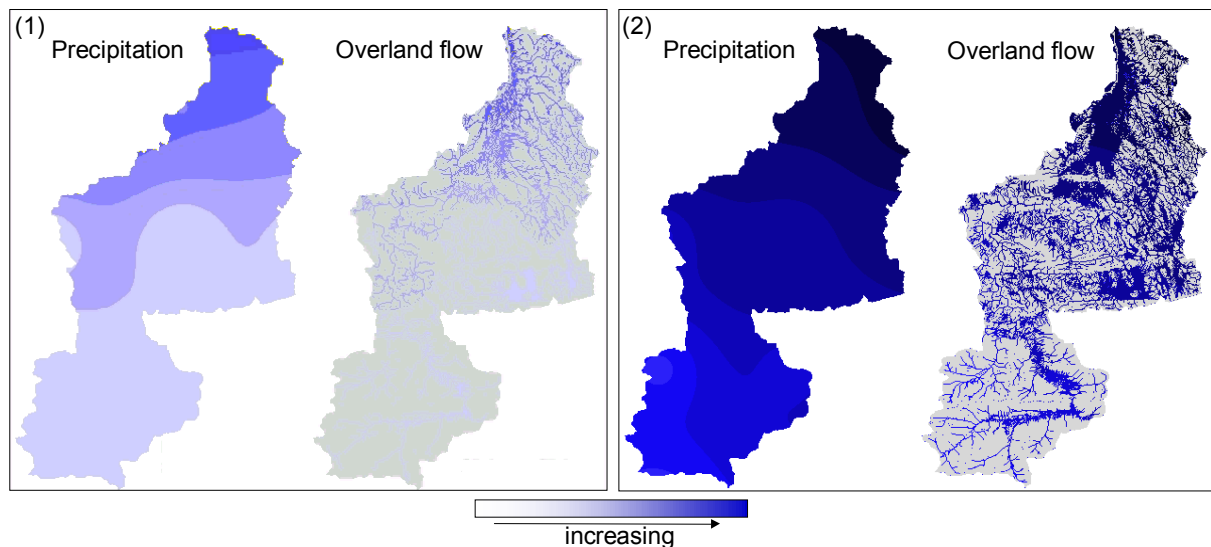 (1)
Precipitation
Overland flow
(2)
Precipitation
Overland flow
increasing